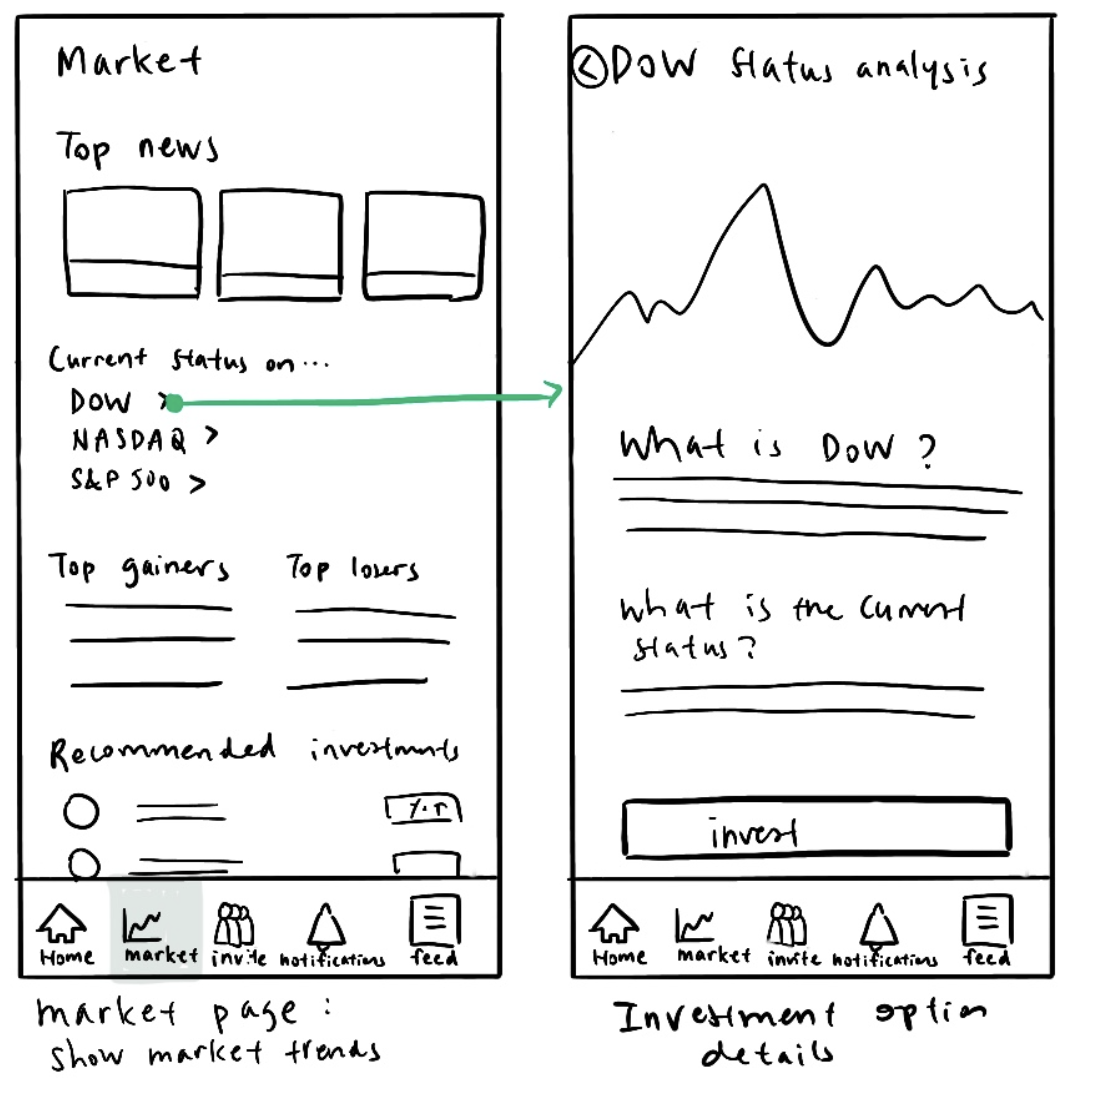 Market
Top news
Current status on...
DOW >
NASDAQ >
S&P 500 >
Top gainers
Top losers
Recommended investments
Home
market
invite
notifications
feed
market page:
show market trends
DOW status analysis
What is DOW?
What is the current
status?
invest
Home
market
invite
notifications
feed
Investment option
details